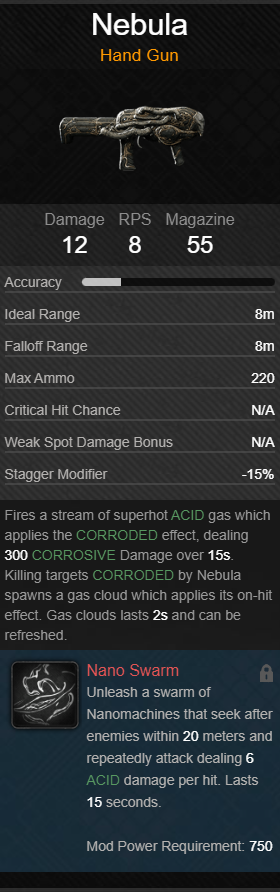 Nebula
Hand Gun
Damage RPS Magazine
12 8 55
Accuracy
Ideal Range 8m
Falloff Range 8m
Max Ammo 220
Critical Hit Chance N/A
Weak Spot Damage Bonus N/A
Stagger Modifier -15%
Fires a stream of superhot ACID gas which
applies the CORRODED effect, dealing
300 CORROSIVE Damage over 15s.
Killing targets CORRODED by Nebula
spawns a gas cloud which applies its on-hit
effect. Gas clouds lasts 2s and can be
refreshed.
Nano Swarm
Unleash a swarm of
Nanomachines that seek after
enemies within 20 meters and
repeatedly attack dealing 6
ACID damage per hit. Lasts
15 seconds.
Mod Power Requirement: 750